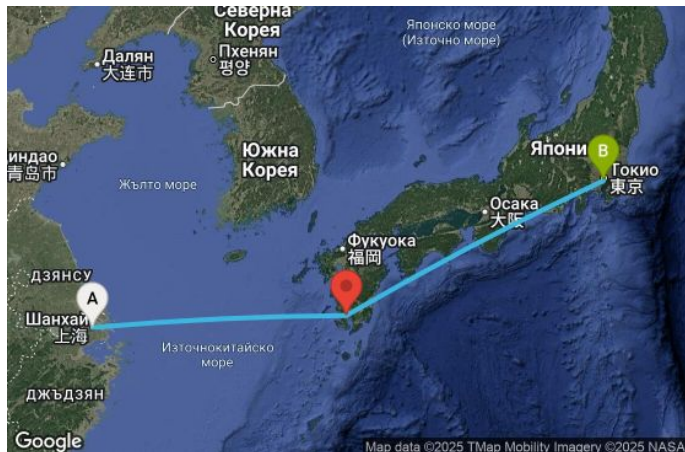 Северна
Корея
Японско море
(Източно море)
Далян
大连市
Пхенян
평양
индао
青岛市
Южна
Корея
Жълто море
Япони
B
Токио
東京
Осака
大阪
Фукуока
福岡
ДЗЯНСУ
A
Шанхай
上海
Източнокитайско
море
ДЖЪДЗЯН
Google
Map data ©2025 TMap Mobility Imagery ©2025 NASA